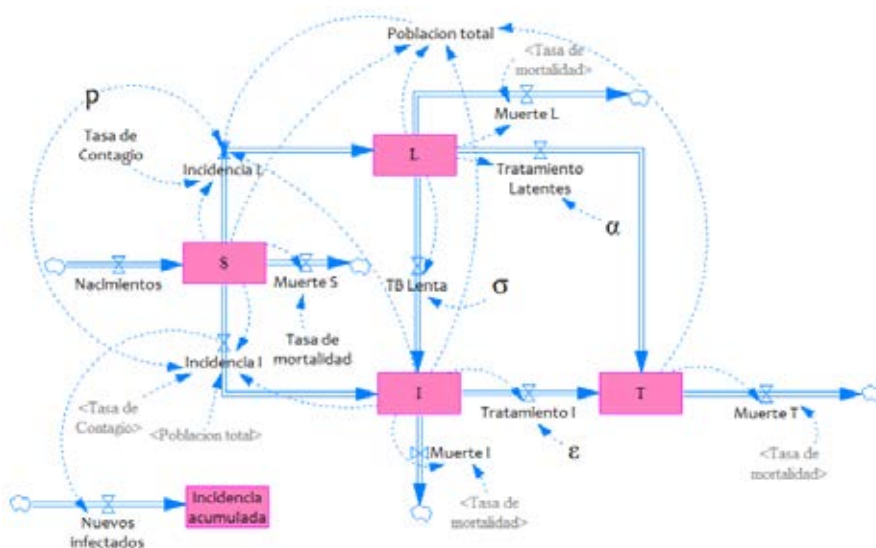 Poblacion total
<Tasa de
mortalidad>
p
Muerte L
Tasa de
Contagio
L
Incidencia L
Tratamiento
Latentes
α
S
Nacimientos
Muerte S
TB Lenta
σ
Tasa de
mortalidad
Incidencia I
I
T
<Tasa de
Contagio>
<Poblacion total>
Tratamiento I
Muerte T
Muerte I
ε
<Tasa de
mortalidad>
<Tasa de
mortalidad>
Incidencia
acumulada
Nuevos
infectados